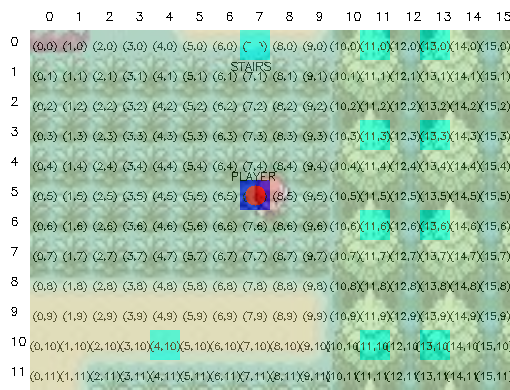 0 1 2 3 4 5 6 7 8 9 10 11 12 13 14 15
0 (0,0) (1,0) (2,0) (3,0) (4,0) (5,0) (6,0) (8,0) (9,0) (10,0) (11,0) (12,0) (13,0) (14,0) (15,0)
STAIRS
1 (0,1) (1,1) (2,1) (3,1) (4,1) (5,1) (6,1) (7,1) (8,1) (9,1) (10,1) (11,1) (12,1) (13,1) (14,1) (15,1)
2 (0,2) (1,2) (2,2) (3,2) (4,2) (5,2) (6,2) (7,2) (8,2) (9,2) (10,2) (11,2) (12,2) (13,2) (14,2) (15,2)
3 (0,3) (1,3) (2,3) (3,3) (4,3) (5,3) (6,3) (7,3) (8,3) (9,3) (10,3) (11,3) (12,3) (13,3) (14,3) (15,3)
4 (0,4) (1,4) (2,4) (3,4) (4,4) (5,4) (6,4) (7,4) (8,4) (9,4) (10,4) (11,4) (12,4) (13,4) (14,4) (15,4)
PLAYER
5 (0,5) (1,5) (2,5) (3,5) (4,5) (5,5) (6,5) (8,5) (9,5) (10,5) (11,5) (12,5) (13,5) (14,5) (15,5)
6 (0,6) (1,6) (2,6) (3,6) (4,6) (5,6) (6,6) (7,6) (8,6) (9,6) (10,6) (11,6) (12,6) (13,6) (14,6) (15,6)
7 (0,7) (1,7) (2,7) (3,7) (4,7) (5,7) (6,7) (7,7) (8,7) (9,7) (10,7) (11,7) (12,7) (13,7) (14,7) (15,7)
8 (0,8) (1,8) (2,8) (3,8) (4,8) (5,8) (6,8) (7,8) (8,8) (9,8) (10,8) (11,8) (12,8) (13,8) (14,8) (15,8)
9 (0,9) (1,9) (2,9) (3,9) (4,9) (5,9) (6,9) (7,9) (8,9) (9,9) (10,9) (11,9) (12,9) (13,9) (14,9) (15,9)
10 (0,10) (1,10) (2,10) (3,10) (4,10) (5,10) (6,10) (7,10) (8,10) (9,10) (10,10) (11,10) (12,10) (13,10) (14,10) (15,10)
11 (0,11) (1,11) (2,11) (3,11) (4,11) (5,11) (6,11) (7,11) (8,11) (9,11) (10,11) (11,11) (12,11) (13,11) (14,11) (15,11)